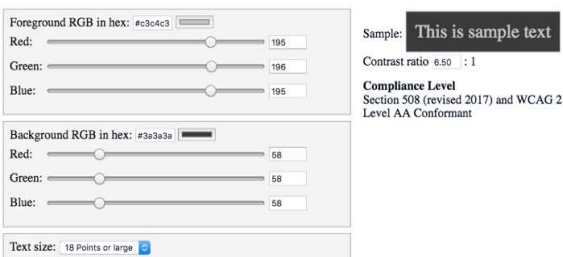 Foreground RGB in hex: #c3c4c3
Red: 195
Green: 196
Blue: 195
Background RGB in hex: #3a3a3a
Red: 58
Green: 58
Blue: 58
Text size: 18 Points or large
Sample: This is sample text
Contrast ratio 6.50 : 1
Compliance Level
Section 508 (revised 2017) and WCAG 2
Level AA Conformant